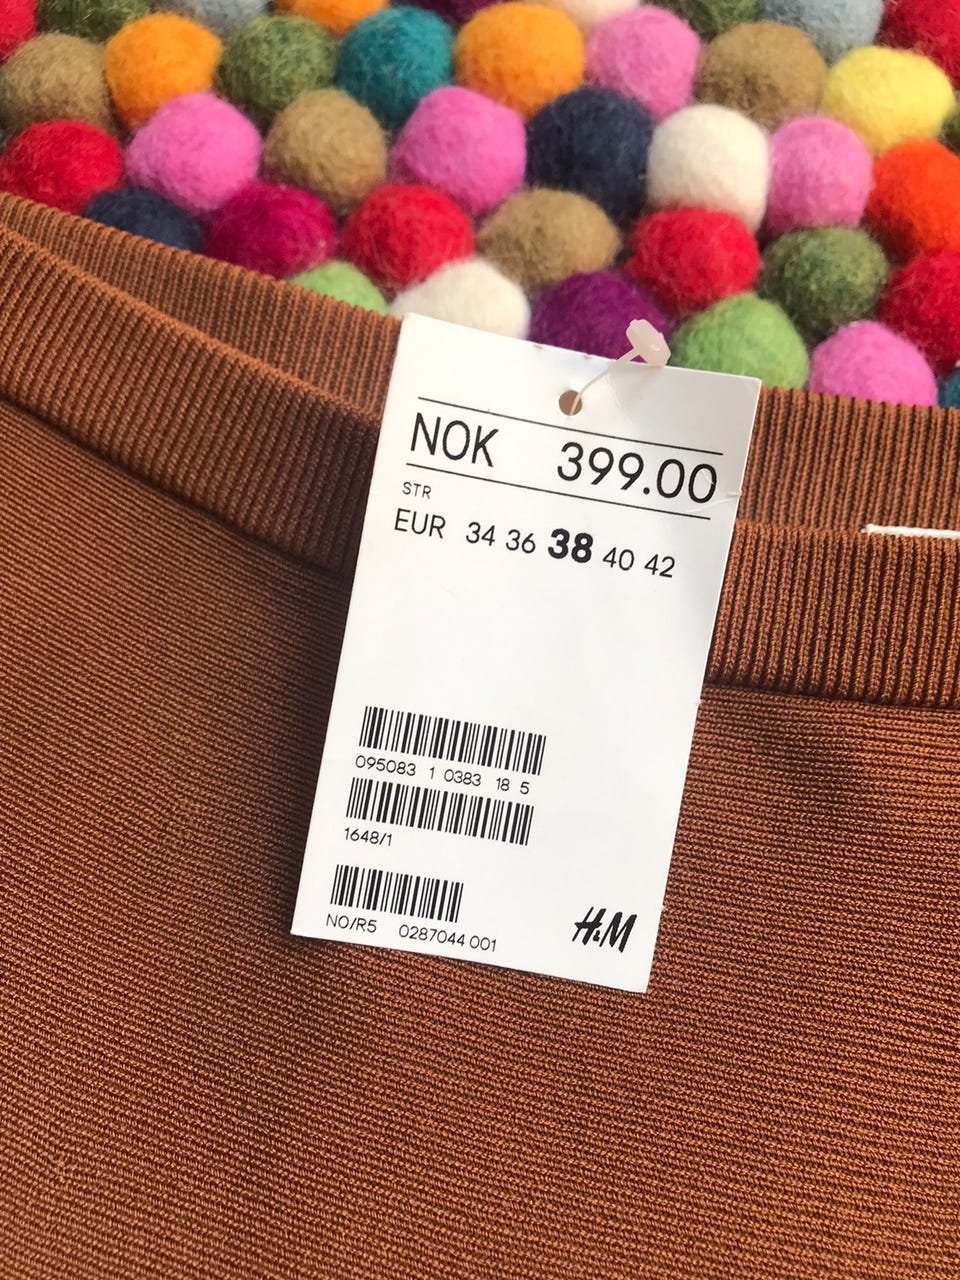 NOK 399.00
STR
EUR 34 36 38 40 42
095083 1 0383 18 5
1648/1
NO/R5 0287044 001
H&M